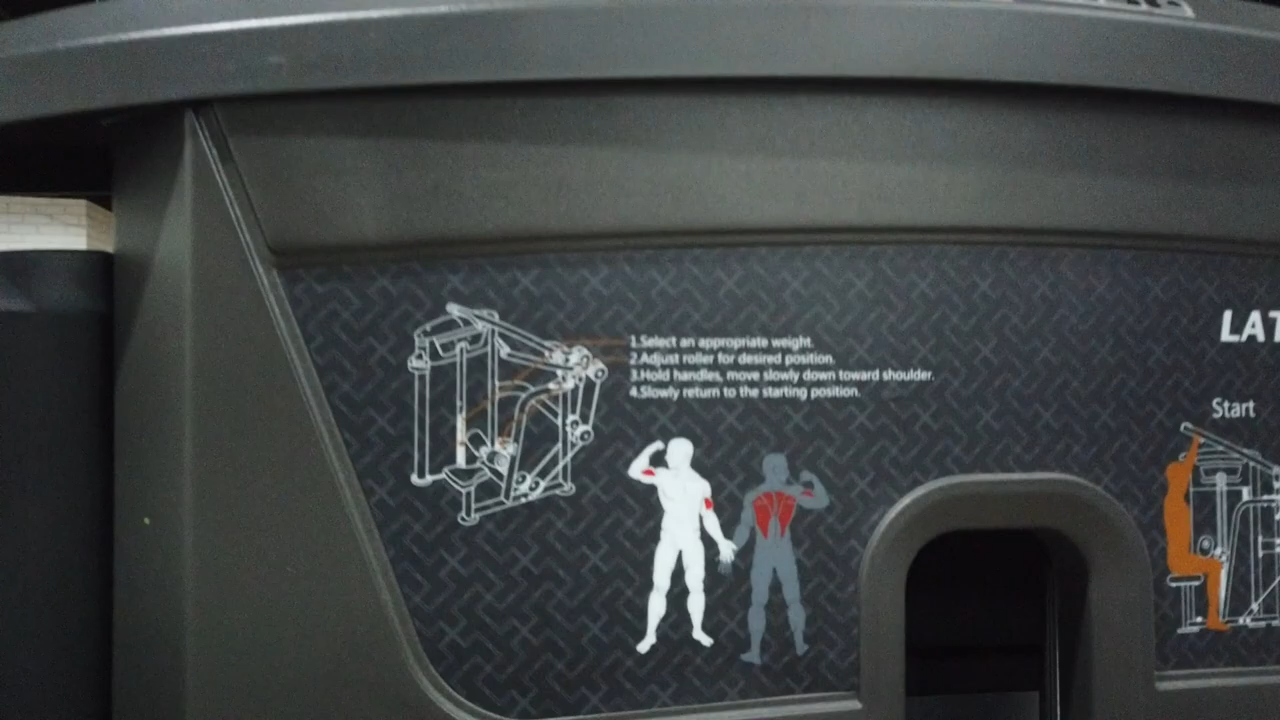 1.Select an appropriate weight.
2.Adjust roller for desired position.
3.Hold handles, move slowly down toward shoulder.
4.Slowly return to the starting position.
LAT
Start